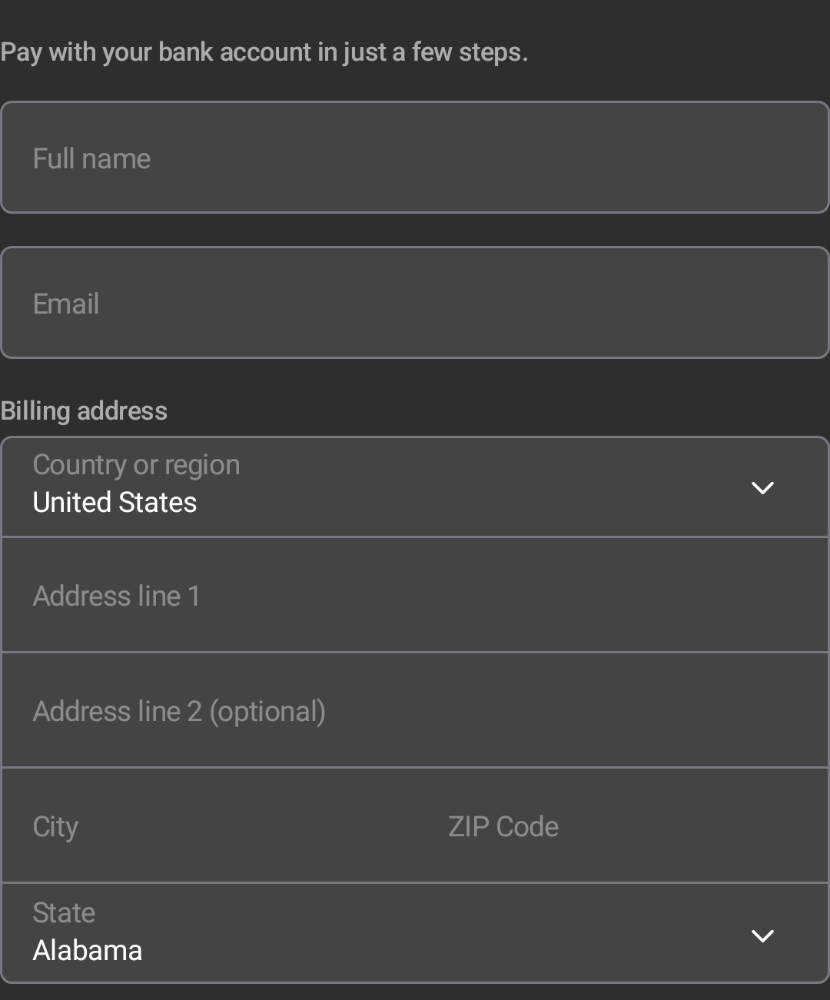 Pay with your bank account in just a few steps.
Full name
Email
Billing address
Country or region
United States
Address line 1
Address line 2 (optional)
City ZIP Code
State
Alabama